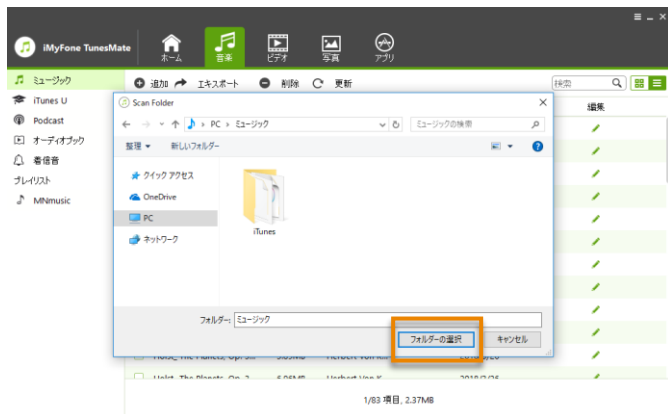 iMyFone TunesMate
ホーム
音楽
ビデオ
写真
アプリ
ミュージック
iTunes U
Podcast
オーディオブック
着信音
プレイリスト
MNmusic
追加 エキスポート 削除 更新
検索
編集
Scan Folder
PC › ミュージック
ミュージックの検索
整理 新しいフォルダー
クイック アクセス
OneDrive
PC
ネットワーク
iTunes
フォルダー: ミュージック
フォルダーの選択 キャンセル
1/83 項目, 2.37MB